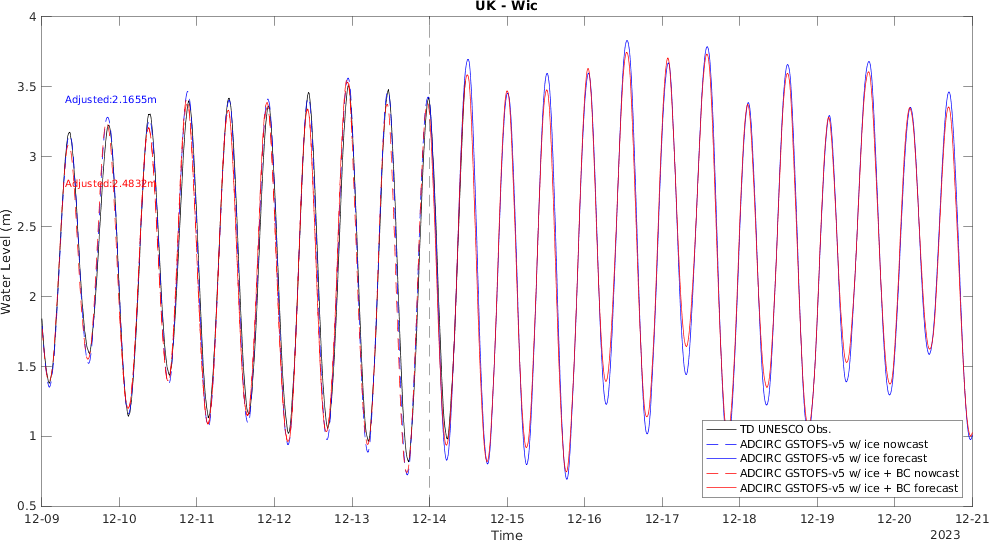 UK - Wic
4
3.5
3
2.5
2
1.5
1
0.5
Water Level (m)
Adjusted:2.1655m
Adjusted:2.4832m
TD UNESCO Obs.
ADCIRC GSTOFS-v5 w/ ice nowcast
ADCIRC GSTOFS-v5 w/ ice forecast
ADCIRC GSTOFS-v5 w/ ice + BC nowcast
ADCIRC GSTOFS-v5 w/ ice + BC forecast
12-09 12-10 12-11 12-12 12-13 12-14 12-15 12-16 12-17 12-18 12-19 12-20 12-21
Time
2023